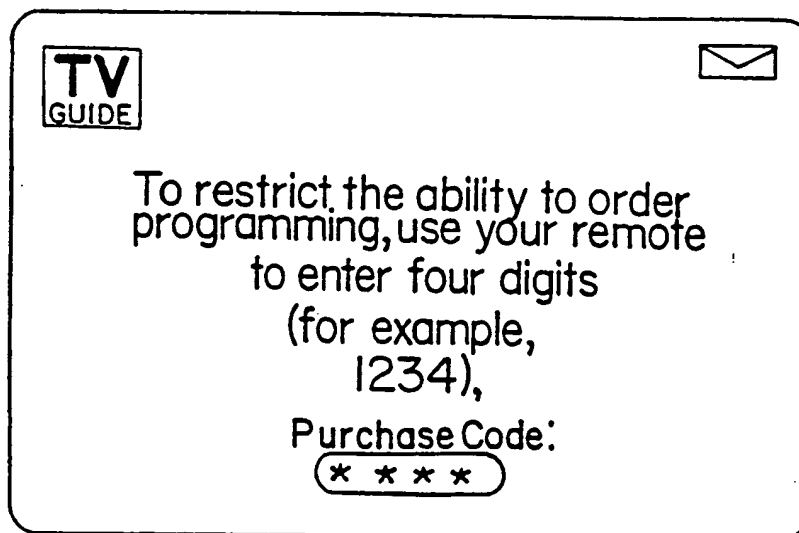 TV
GUIDE
To restrict the ability to order
programming, use your remote
to enter four digits
(for example,
1234),
Purchase Code:
* * * *